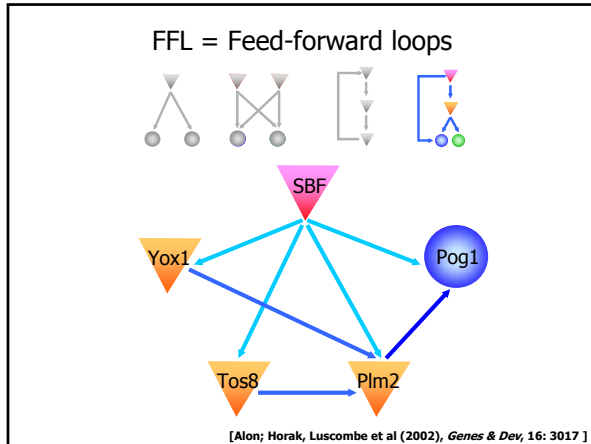 FFL = Feed-forward loops
SBF
Yox1
Pog1
Tos8
Plm2
[Alon; Horak, Luscombe et al (2002), Genes & Dev, 16: 3017 ]